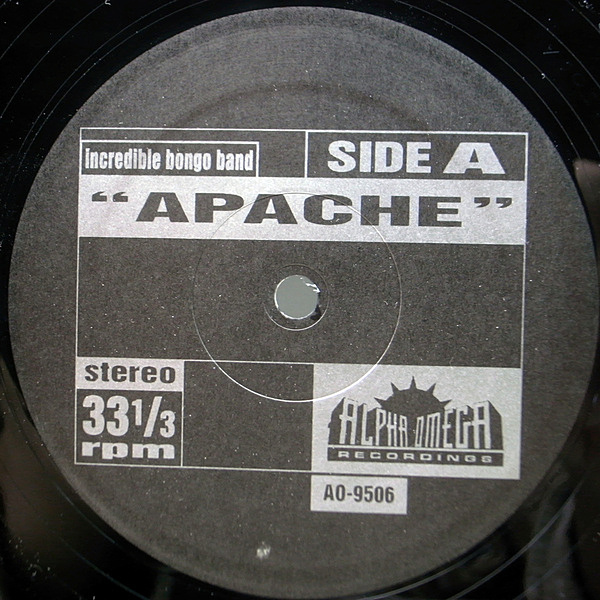 incredible bongo band
SIDE A
“APACHE”
stereo
33 1/3
rpm
ALPHA OMEGA
RECORDINGS
AO-9506